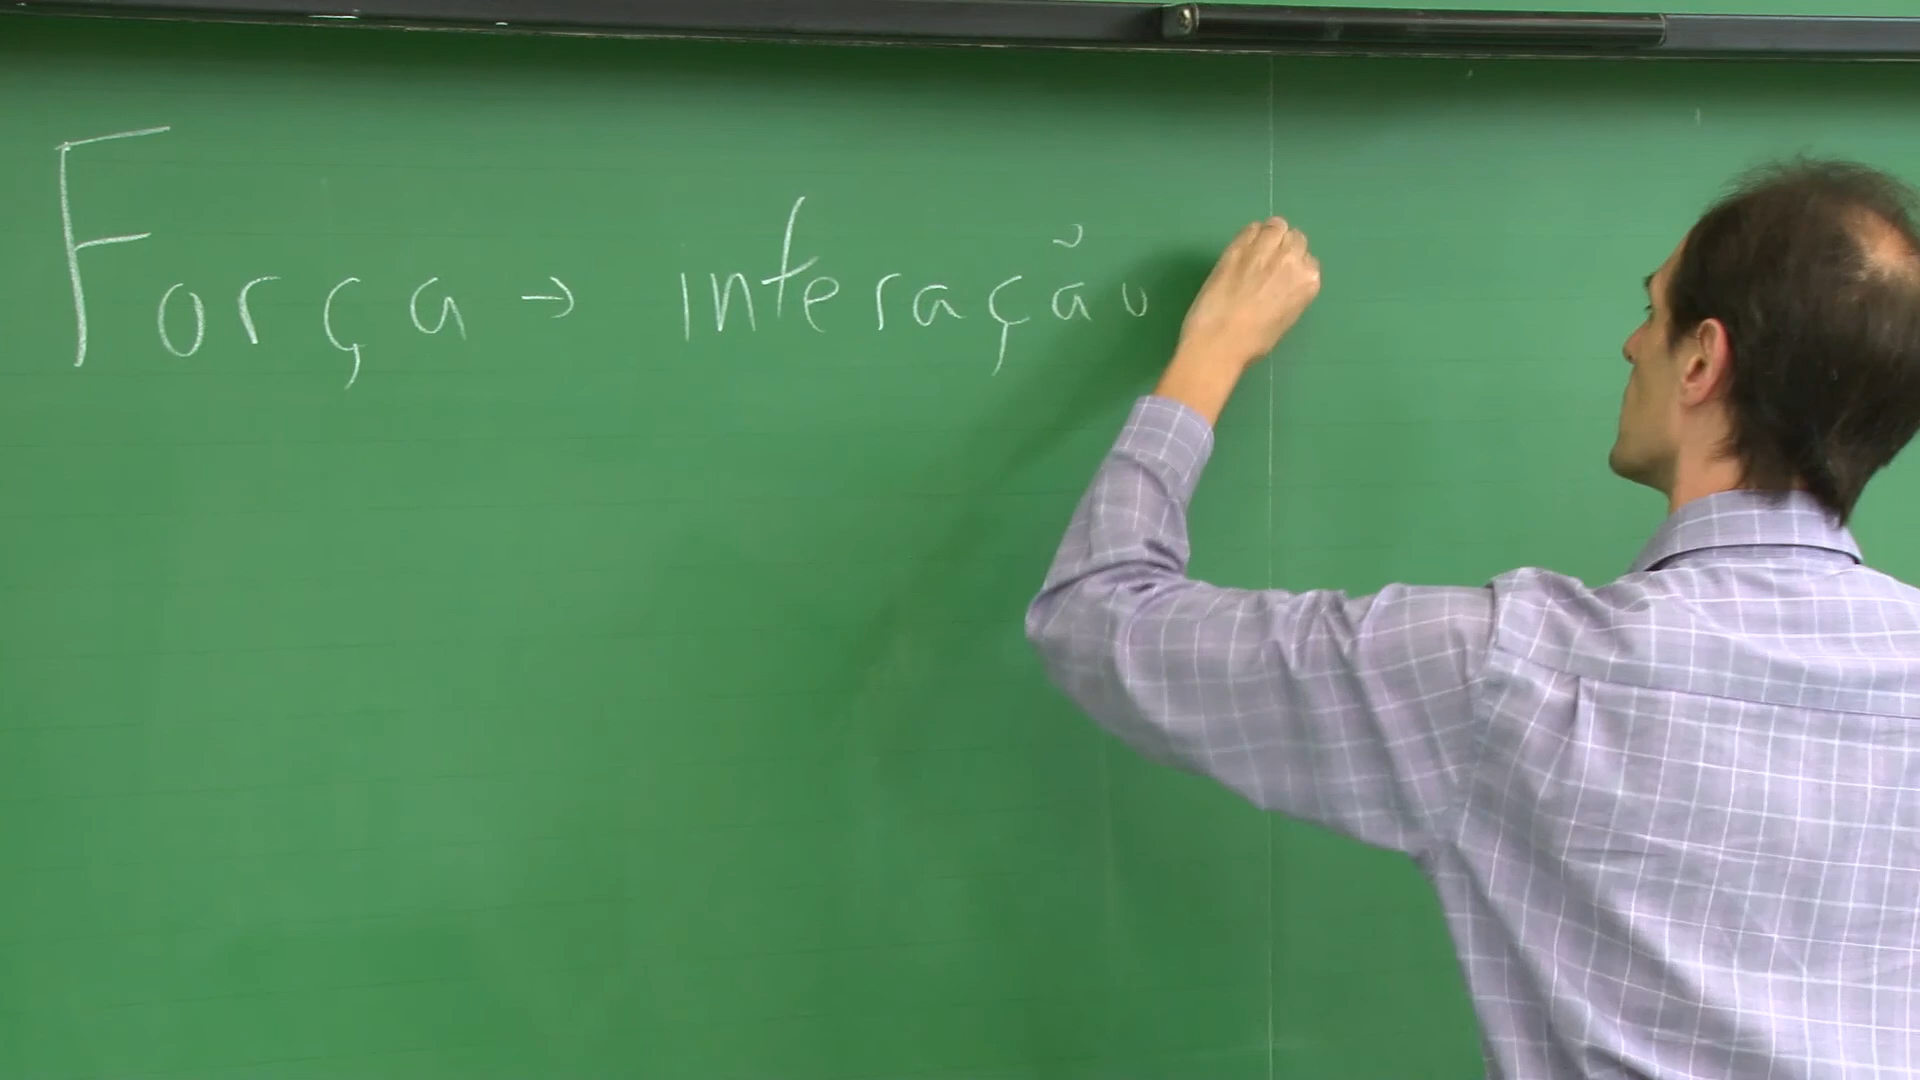 Força → interação